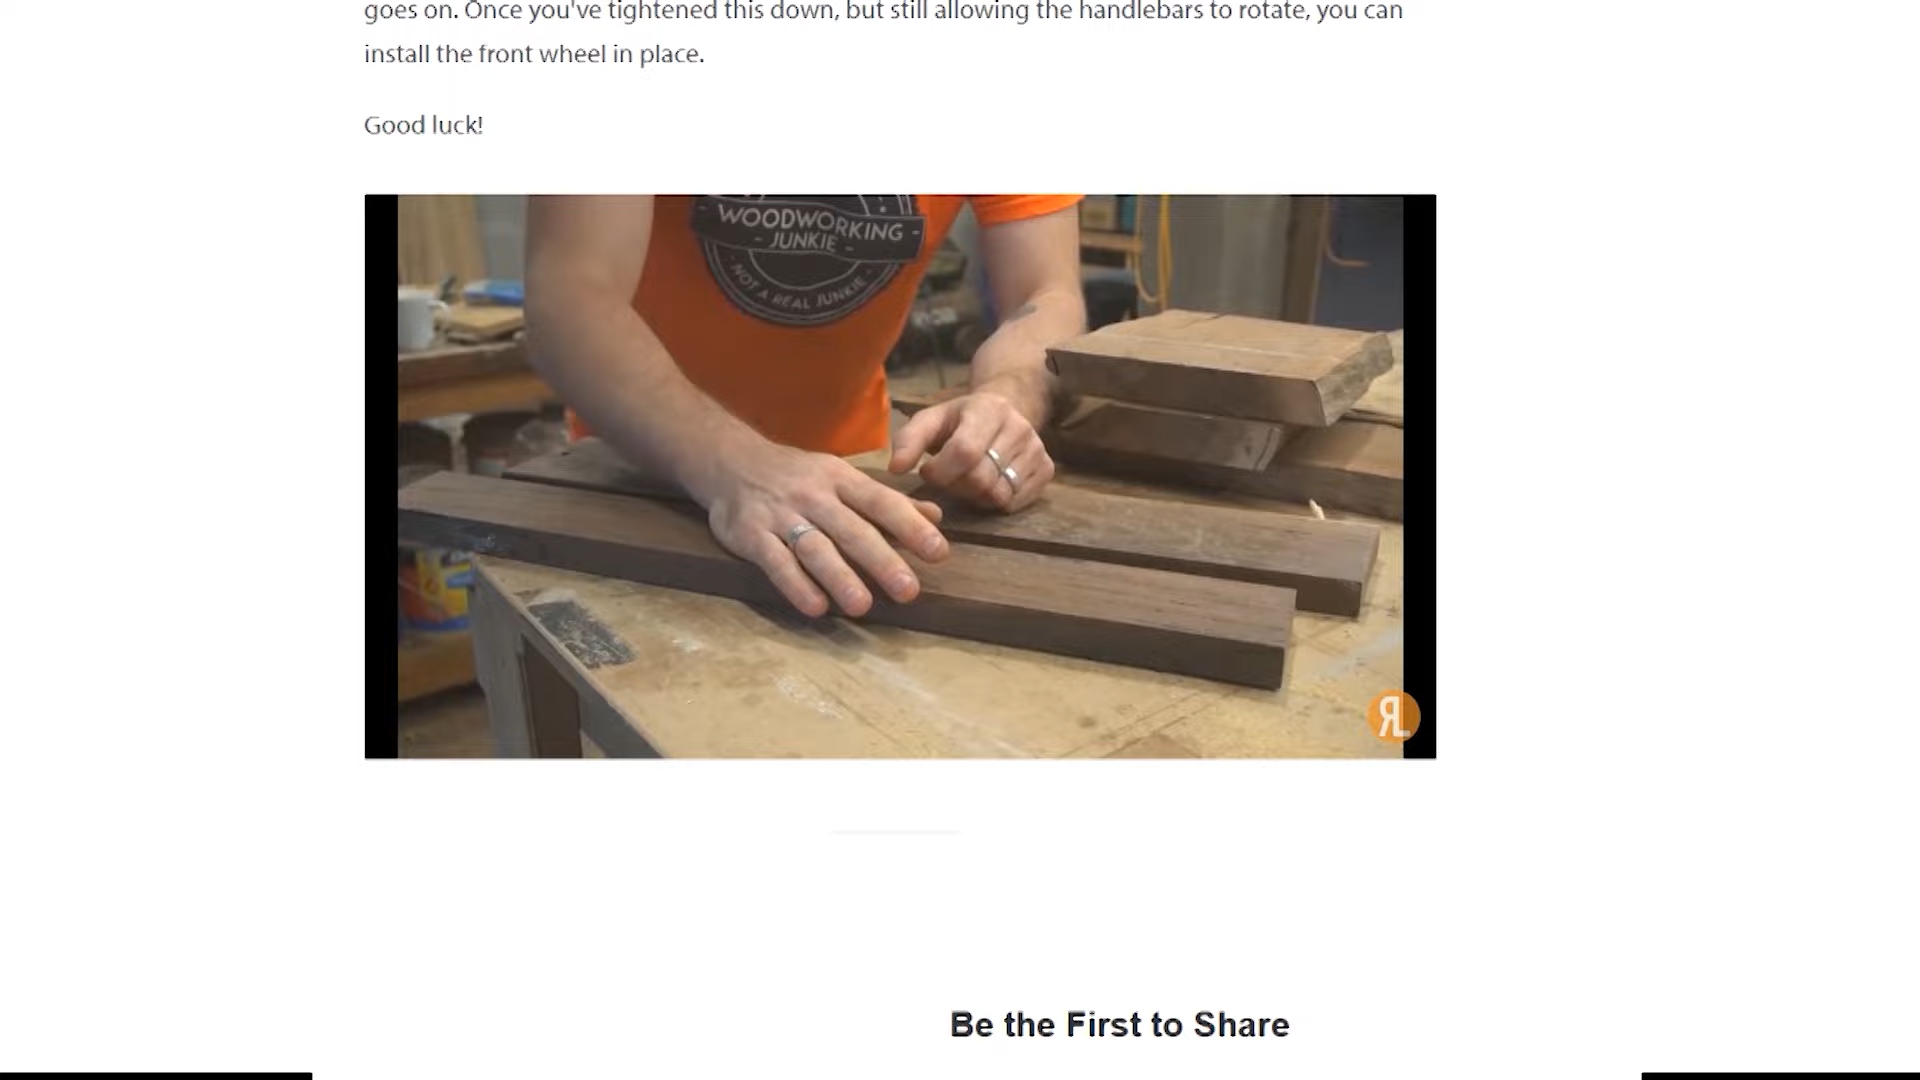 goes on. Once you've tightened this down, but still allowing the handlebars to rotate, you can
install the front wheel in place.
Good luck!
WOODWORKING
- JUNKIE -
- NOT A REAL JUNKIE -
RL
Be the First to Share